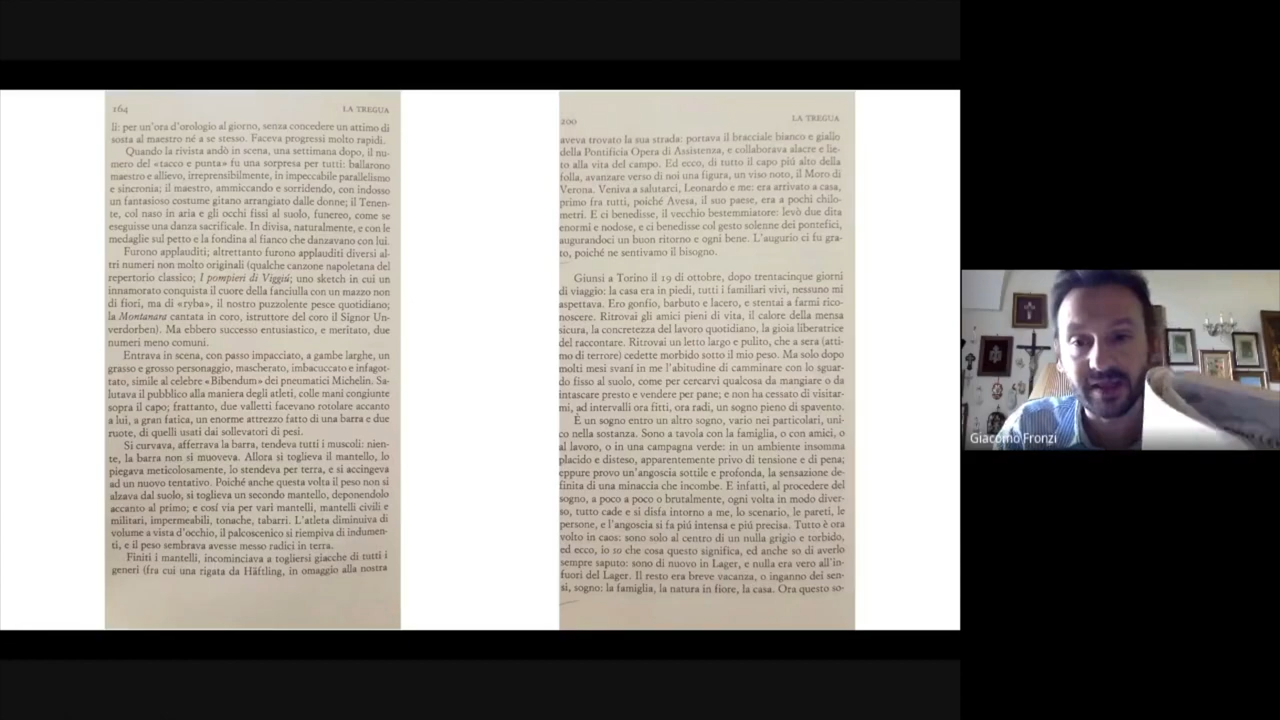 164 LA TREGUA
lì: per un'ora d'orologio al giorno, senza concedere un attimo di
sosta al maestro né a se stesso. Faceva progressi molto rapidi.
Quando la rivista andò in scena, una settimana dopo, il nu-
mero del «tacco e punta» fu una sorpresa per tutti: ballarono
maestro e allievo, irreprensibilmente, in impeccabile parallelismo
e sincronia; il maestro, ammiccando e sorridendo, con indosso
un fantasioso costume gitano arrangiato dalle donne; il Tenen-
te, col naso in aria e gli occhi fissi al suolo, funereo, come se
eseguisse una danza sacrificale. In divisa, naturalmente, e con le
medaglie sul petto e la fondina al fianco che danzavano con lui.
Furono applauditi; altrettanto furono applauditi diversi al-
tri numeri non molto originali (qualche canzone napoletana del
repertorio classico; I pompieri di Viggiú; uno sketch in cui un
innamorato conquista il cuore della fanciulla con un mazzo non
di fiori, ma di «ryba», il nostro puzzolente pesce quotidiano;
la Montanara cantata in coro, istruttore del coro il Signor Un-
verdorben). Ma ebbero successo entusiastico, e meritato, due
numeri meno comuni.
Entrava in scena, con passo impacciato, a gambe larghe, un
grasso e grosso personaggio, mascherato, imbacuccato e infagot-
tato, simile al celebre «Bibendum» dei pneumatici Michelin. Sa-
lutava il pubblico alla maniera degli atleti, colle mani congiunte
sopra il capo; frattanto, due valletti facevano rotolare accanto
a lui, a gran fatica, un enorme attrezzo fatto di una barra e due
ruote, di quelli usati dai sollevatori di pesi.
Si curvava, afferrava la barra, tendeva tutti i muscoli: nien-
te, la barra non si muoveva. Allora si toglieva il mantello, lo
piegava meticolosamente, lo stendeva per terra, e si accingeva
ad un nuovo tentativo. Poiché anche questa volta il peso non si
alzava dal suolo, si toglieva un secondo mantello, deponendolo
accanto al primo; e cosí via per vari mantelli, mantelli civili e
militari, impermeabili, tonache, tabarri. L'atleta diminuiva di
volume a vista d'occhio, il palcoscenico si riempiva di indumen-
ti, e il peso sembrava avesse messo radici in terra.
Finiti i mantelli, incominciava a togliersi giacche di tutti i
generi (fra cui una rigata da Häftling, in omaggio alla nostra
200 LA TREGUA
aveva trovato la sua strada: portava il bracciale bianco e giallo
della Pontificia Opera di Assistenza, e collaborava alacre e lie-
to alla vita del campo. Ed ecco, di tutto il capo piú alto della
folla, avanzare verso di noi una figura, un viso noto, il Moro di
Verona. Veniva a salutarci, Leonardo e me: era arrivato a casa,
primo fra tutti, poiché Avesa, il suo paese, era a pochi chilo-
metri. E ci benedisse, il vecchio bestemmiatore: levò due dita
enormi e nodose, e ci benedisse col gesto solenne dei pontefici,
augurandoci un buon ritorno e ogni bene. L'augurio ci fu gra-
to, poiché ne sentivamo il bisogno.
Giunsi a Torino il 19 di ottobre, dopo trentacinque giorni
di viaggio: la casa era in piedi, tutti i familiari vivi, nessuno mi
aspettava. Ero gonfio, barbuto e lacero, e stentai a farmi rico-
noscere. Ritrovai gli amici pieni di vita, il calore della mensa
sicura, la concretezza del lavoro quotidiano, la gioia liberatrice
del raccontare. Ritrovai un letto largo e pulito, che a sera (atti-
mo di terrore) cedette morbido sotto il mio peso. Ma solo dopo
molti mesi svaní in me l'abitudine di camminare con lo sguar-
do fisso al suolo, come per cercarvi qualcosa da mangiare o da
intascare presto e vendere per pane; e non ha cessato di visitar-
mi, ad intervalli ora fitti, ora radi, un sogno pieno di spavento.
È un sogno entro un altro sogno, vario nei particolari, uni-
co nella sostanza. Sono a tavola con la famiglia, o con amici, o
al lavoro, o in una campagna verde: in un ambiente insomma
placido e disteso, apparentemente privo di tensione e di pena;
eppure provo un'angoscia sottile e profonda, la sensazione de-
finita di una minaccia che incombe. E infatti, al procedere del
sogno, a poco a poco o brutalmente, ogni volta in modo diver-
so, tutto cade e si disfa intorno a me, lo scenario, le pareti, le
persone, e l'angoscia si fa piú intensa e piú precisa. Tutto è ora
volto in caos: sono solo al centro di un nulla grigio e torbido,
ed ecco, io so che cosa questo significa, ed anche so di averlo
sempre saputo: sono di nuovo in Lager, e nulla era vero all'in-
fuori del Lager. Il resto era breve vacanza, o inganno dei sen-
si, sogno: la famiglia, la natura in fiore, la casa. Ora questo so-
Giacomo Fronzi